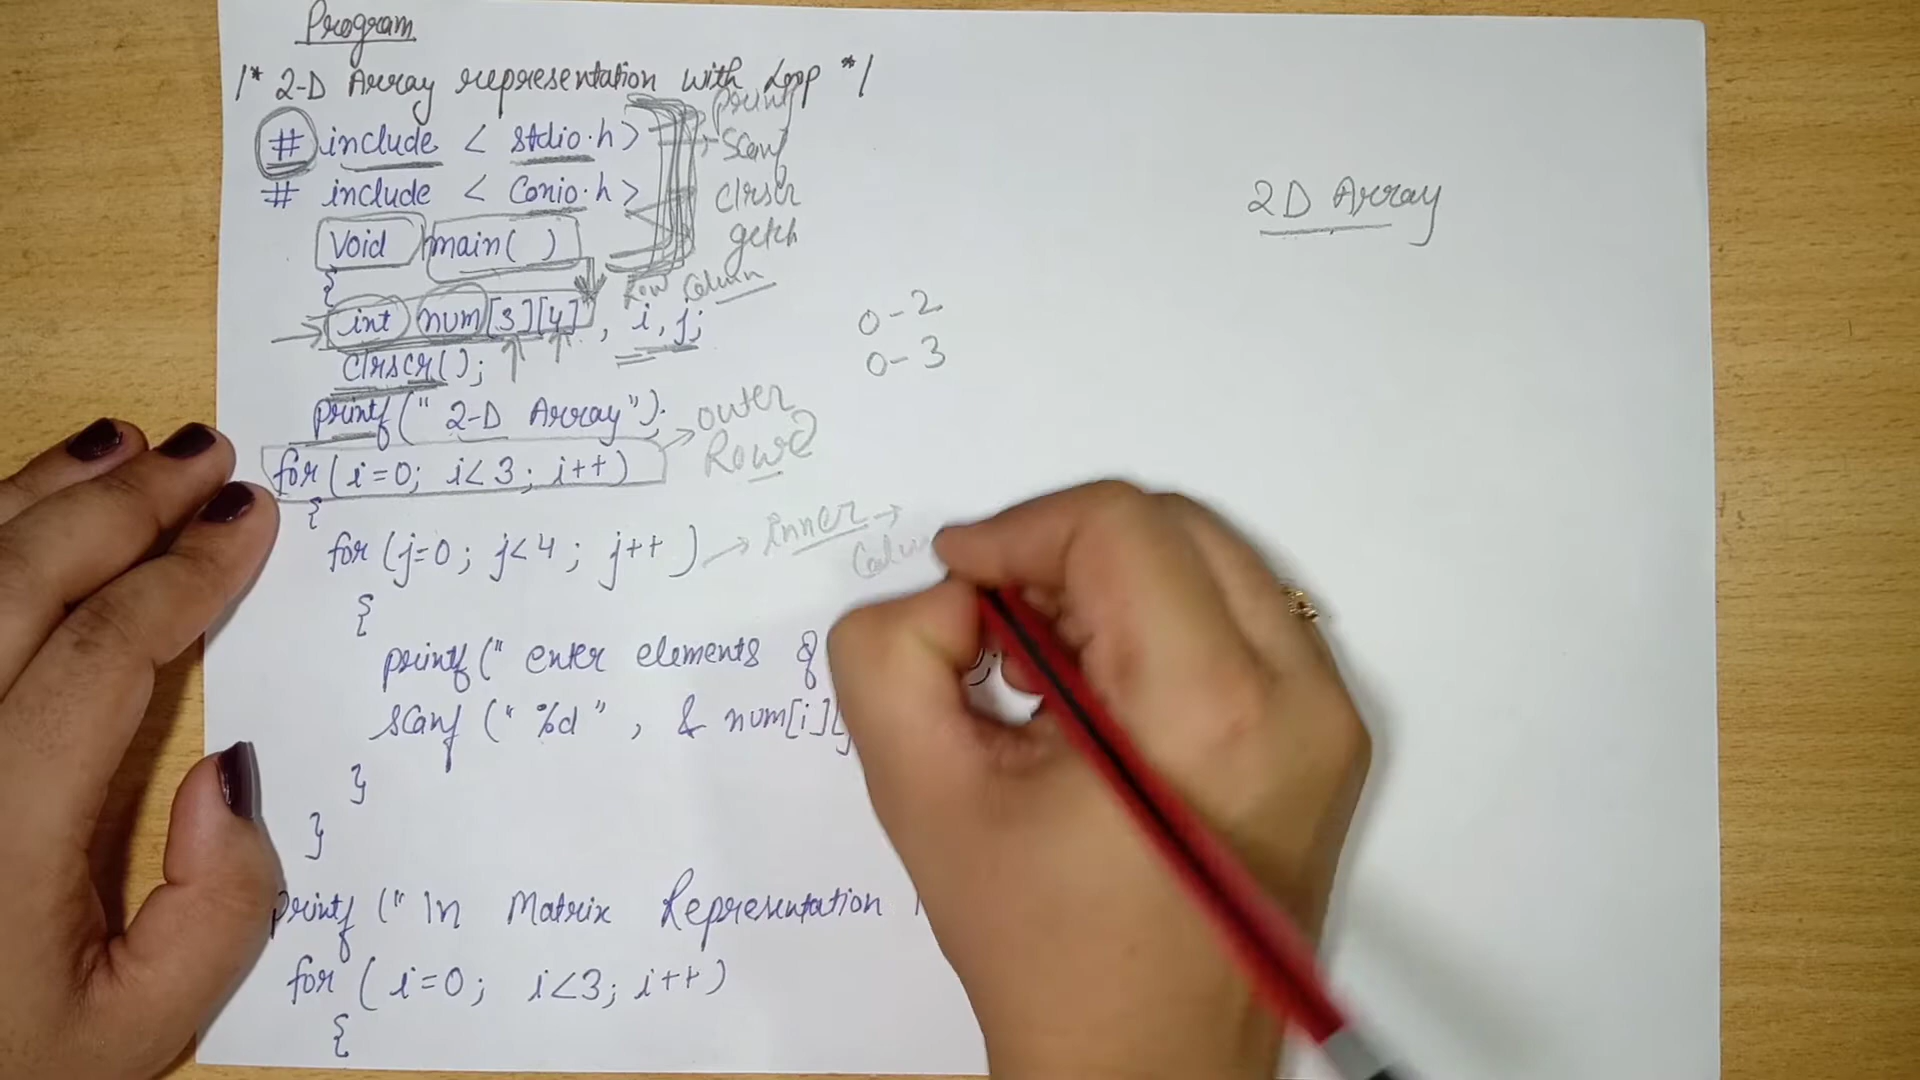 Program
/* 2-D Array representation with Loop */
# include < stdio.h > printf
scanf
# include < Conio.h > clrscr
getch
2D Array
void main( )
{
Row Column
int num[3][4] , i, j;
0-2
0-3
clrscr();
printf(" 2-D Array");
outer
for( i=0; i<3; i++)
{
for (j=0; j<4; j++) → inner →
{
printf(" enter elements of
scanf (" %d" , & num[i][j
}
}
printf (" In Matrix Representation
for ( i=0; i<3; i++)
{